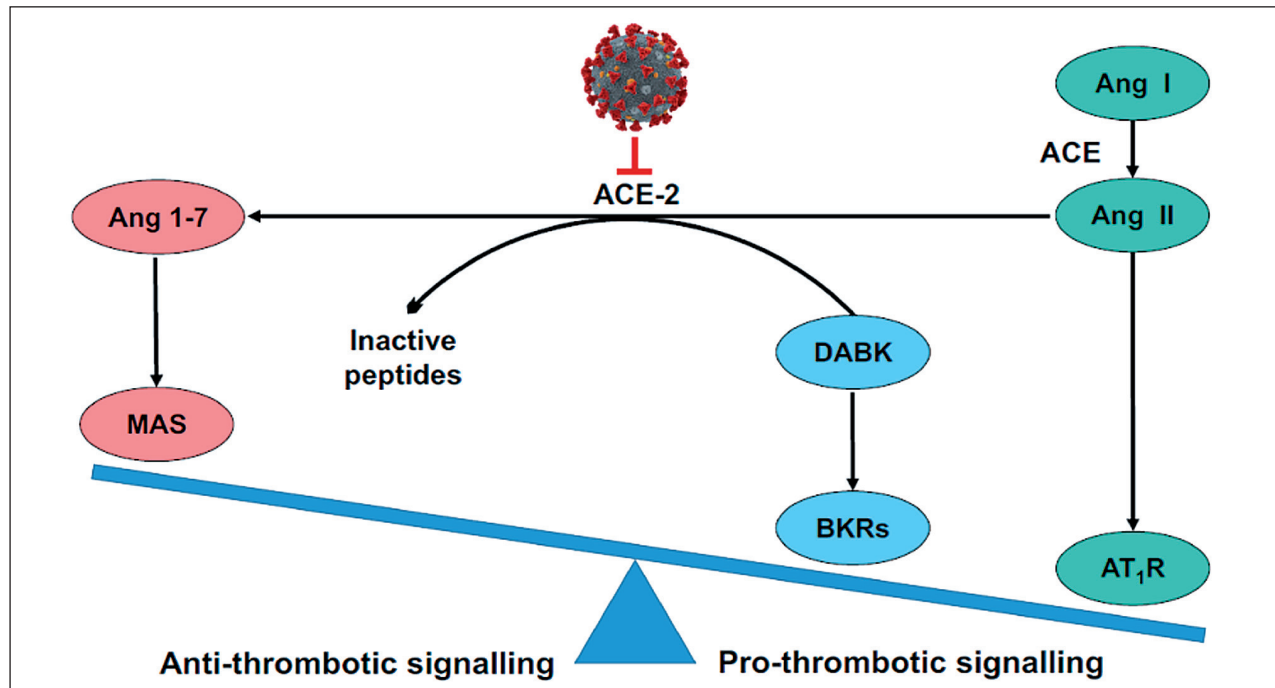 Ang I
ACE
ACE-2
Ang 1-7
Ang II
Inactive
peptides
DABK
MAS
BKRs
AT₁R
Anti-thrombotic signalling
Pro-thrombotic signalling